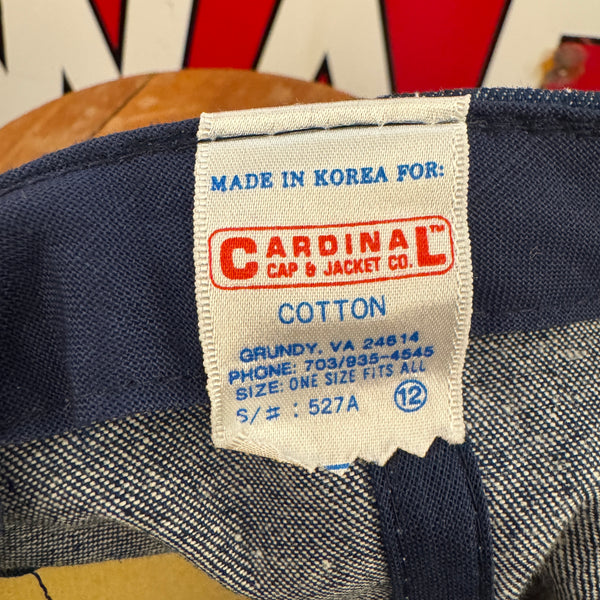 MADE IN KOREA FOR:
CARDINAL™
CAP & JACKET CO.
COTTON
GRUNDY, VA 24614
PHONE: 703/935-4545
SIZE: ONE SIZE FITS ALL
S/#: 527A 12